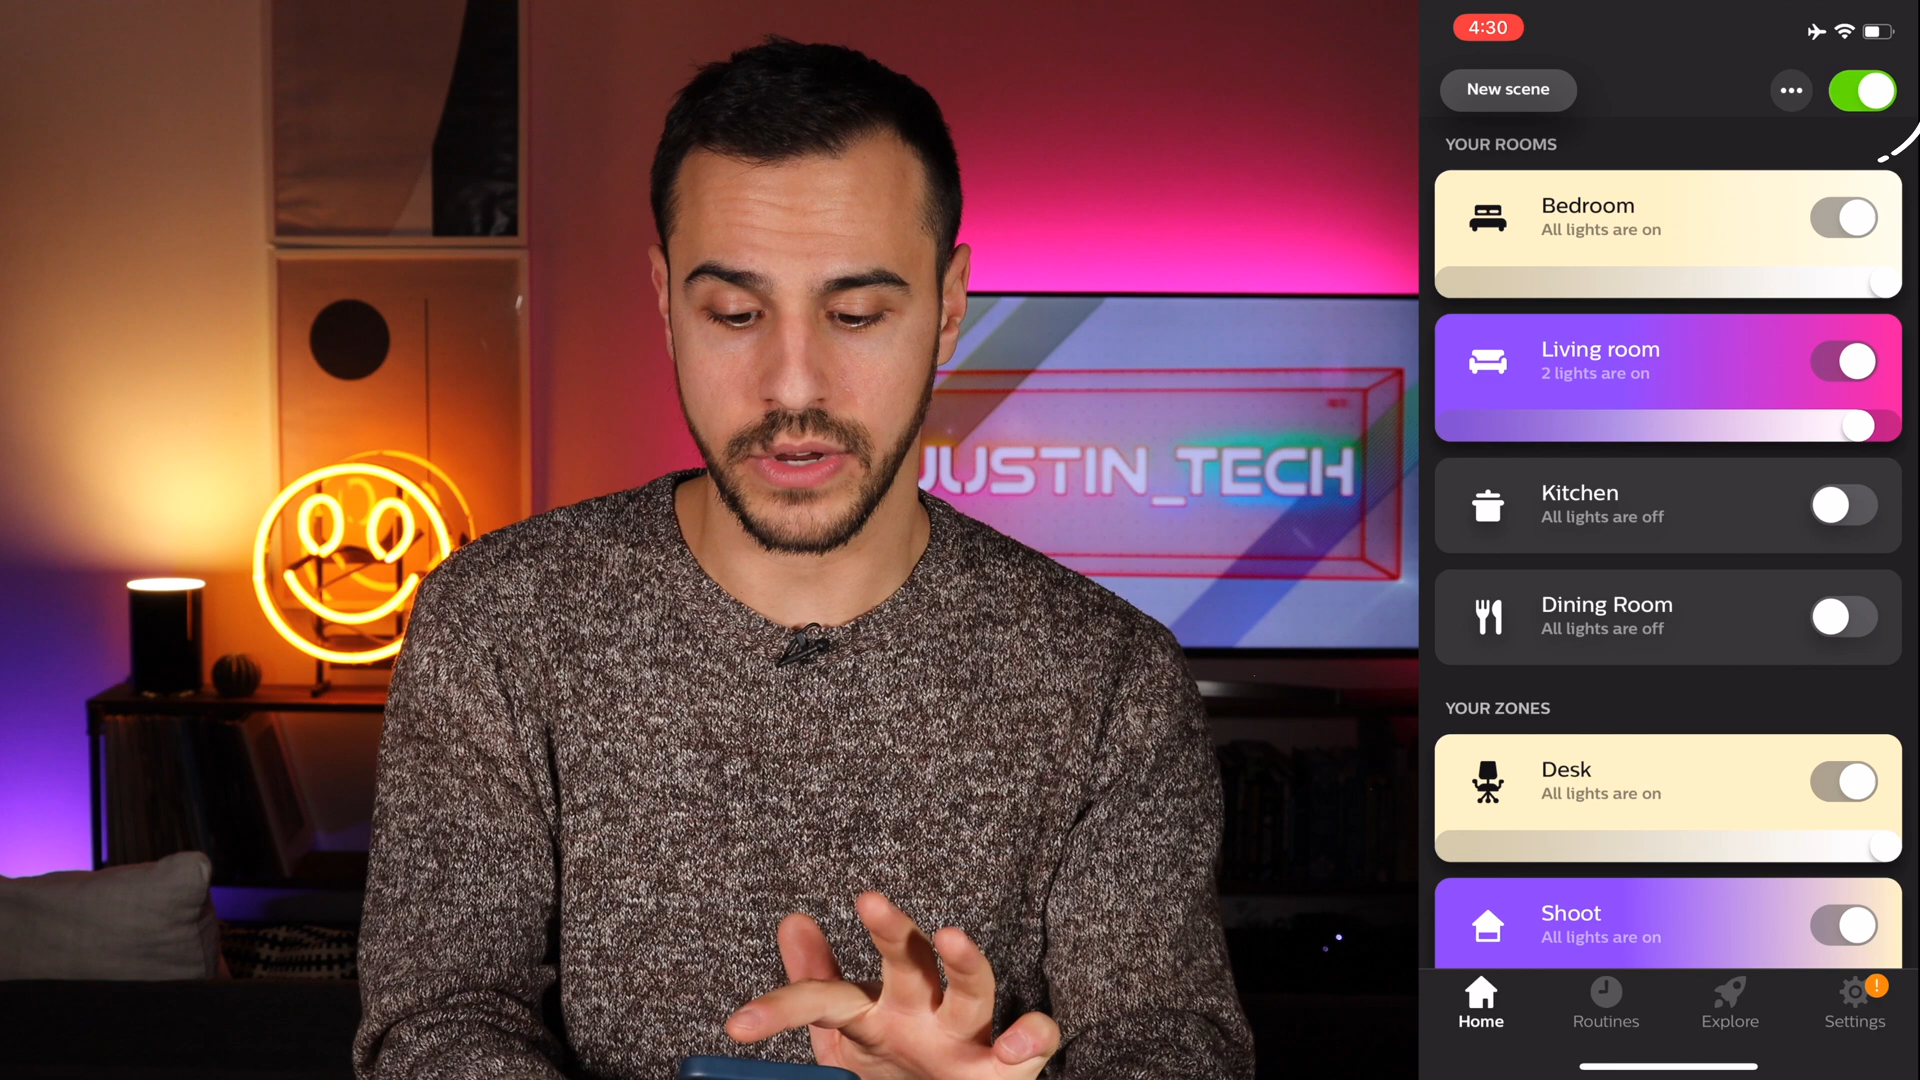 4:30
New scene
YOUR ROOMS
Bedroom
All lights are on
Living room
2 lights are on
Kitchen
All lights are off
Dining Room
All lights are off
YOUR ZONES
Desk
All lights are on
Shoot
All lights are on
Home
Routines
Explore
Settings
!
JUSTIN_TECH